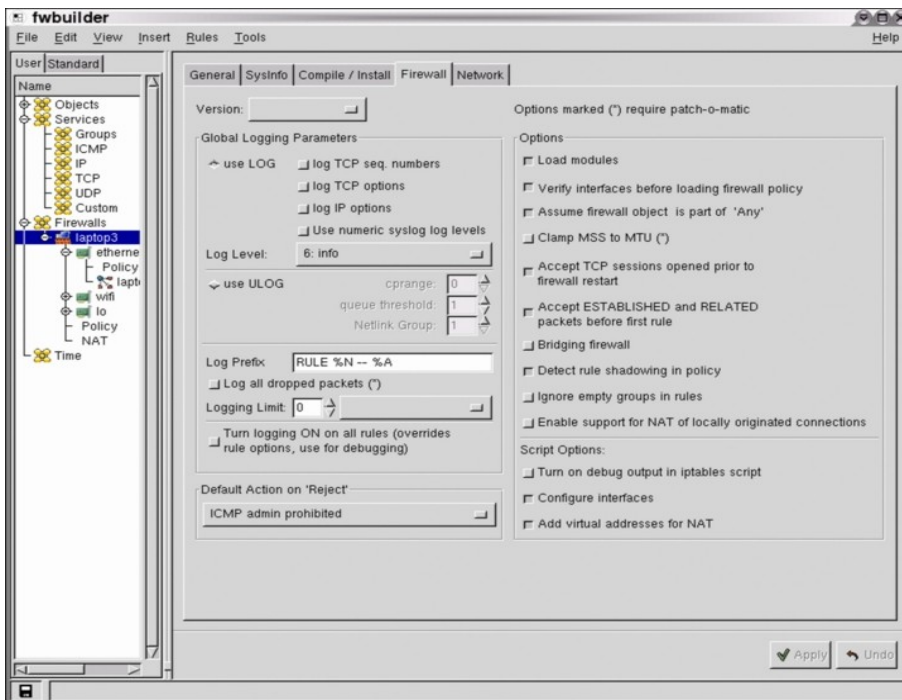 fwbuilder
File Edit View Insert Rules Tools Help
User Standard
Name
Objects
Services
Groups
ICMP
IP
TCP
UDP
Custom
Firewalls
laptop3
etherne
Policy
lapt
wifi
lo
Policy
NAT
Time
General SysInfo Compile / Install Firewall Network
Version:
Options marked (*) require patch-o-matic
Global Logging Parameters
use LOG
log TCP seq. numbers
log TCP options
log IP options
Use numeric syslog log levels
Log Level: 6: info
use ULOG
cprange: 0
queue threshold: 1
Netlink Group: 1
Log Prefix RULE %N -- %A
Log all dropped packets (*)
Logging Limit: 0
Turn logging ON on all rules (overrides
rule options, use for debugging)
Default Action on 'Reject'
ICMP admin prohibited
Options
Load modules
Verify interfaces before loading firewall policy
Assume firewall object is part of 'Any'
Clamp MSS to MTU (*)
Accept TCP sessions opened prior to
firewall restart
Accept ESTABLISHED and RELATED
packets before first rule
Bridging firewall
Detect rule shadowing in policy
Ignore empty groups in rules
Enable support for NAT of locally originated connections
Script Options:
Turn on debug output in iptables script
Configure interfaces
Add virtual addresses for NAT
Apply Undo